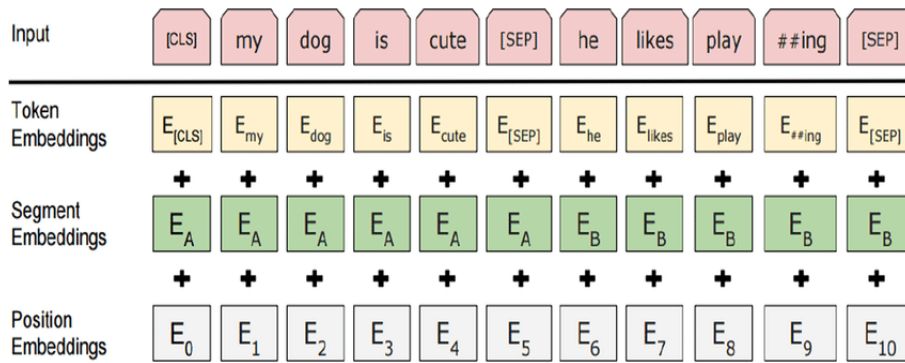 Input [CLS] my dog is cute [SEP] he likes play ##ing [SEP]
Token Embeddings E[CLS] Emy Edog Eis Ecute E[SEP] Ehe Elikes Eplay E##ing E[SEP]
+ + + + + + + + + + +
Segment Embeddings EA EA EA EA EA EA EB EB EB EB EB
+ + + + + + + + + + +
Position Embeddings E0 E1 E2 E3 E4 E5 E6 E7 E8 E9 E10